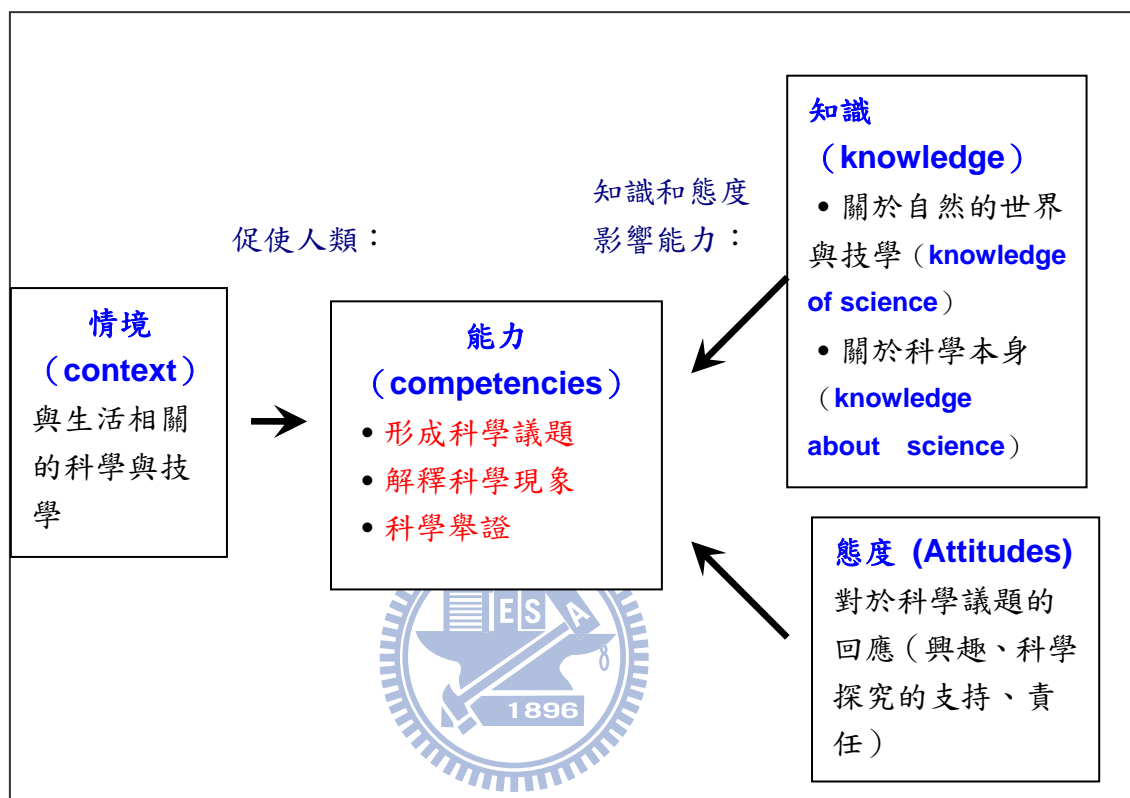 促使人類：
知識和態度
影響能力：
情境
（context）
與生活相關
的科學與技
學
能力
（competencies）
• 形成科學議題
• 解釋科學現象
• 科學舉證
知識
（knowledge）
• 關於自然的世界
與技學（knowledge
of science）
• 關於科學本身
（knowledge
about science）
態度 (Attitudes)
對於科學議題的
回應（興趣、科學
探究的支持、責
任）
E S A
1896